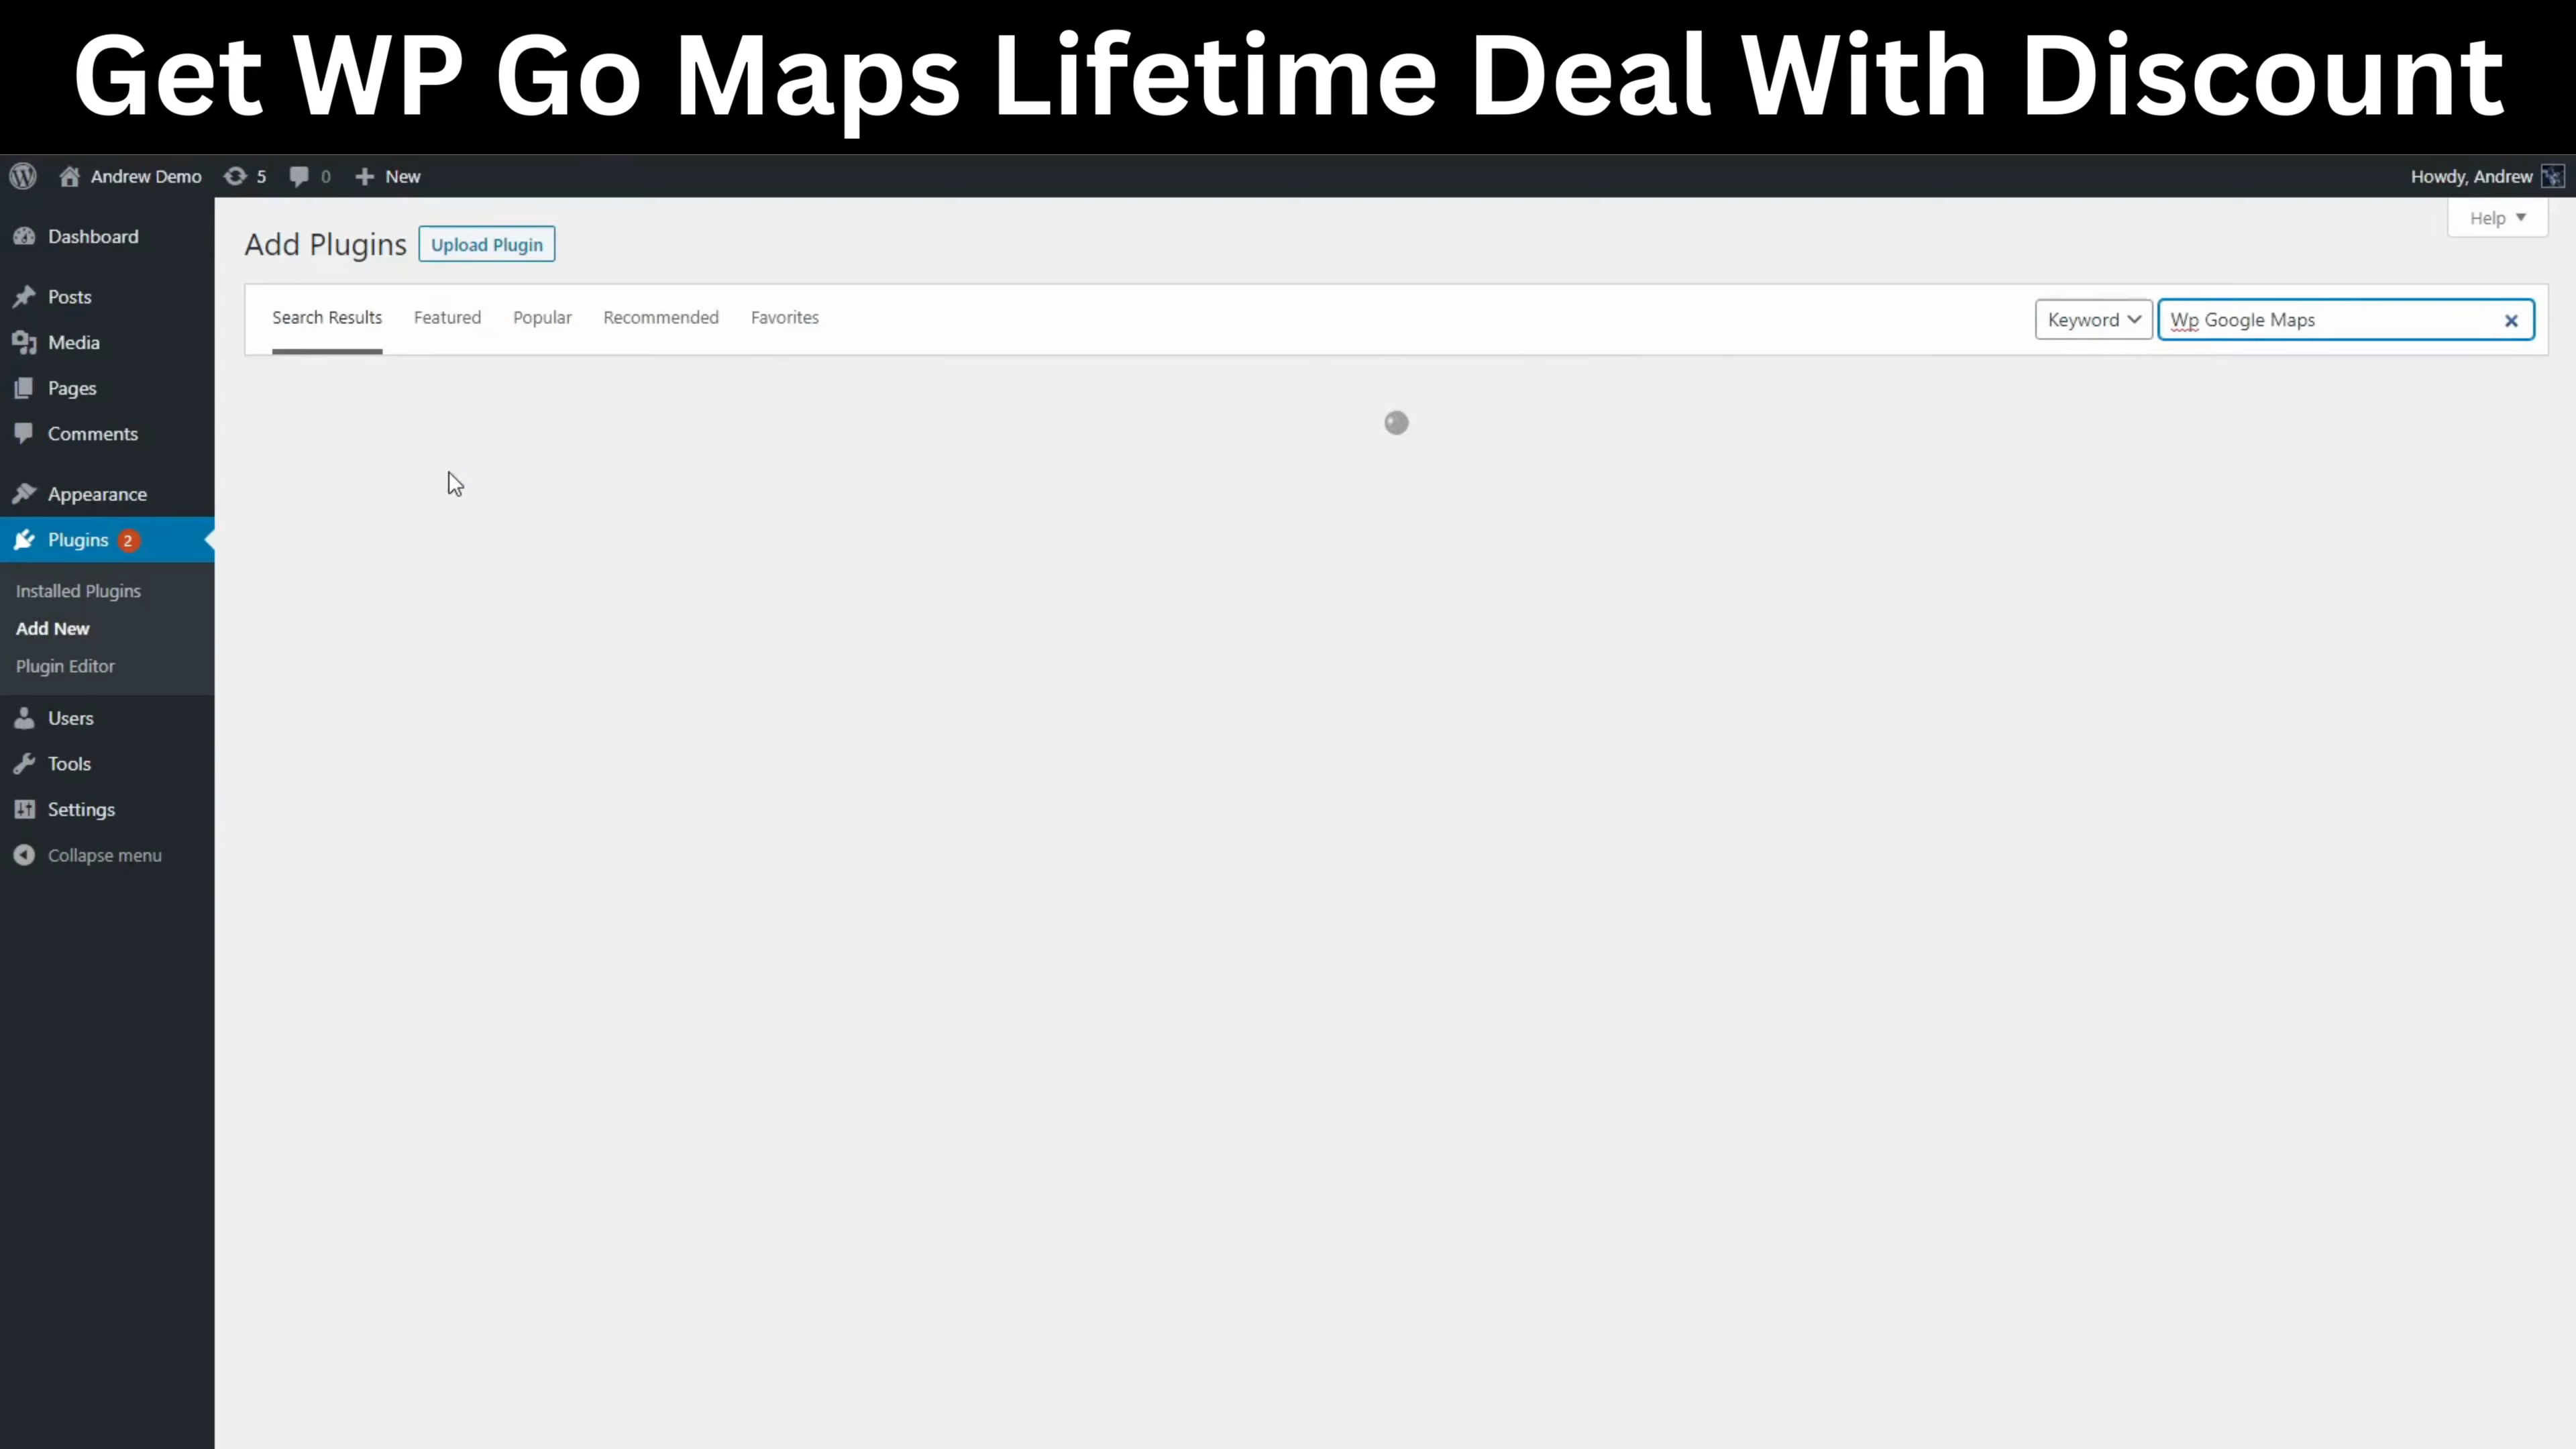 Get WP Go Maps Lifetime Deal With Discount
Andrew Demo 5 0 New Howdy, Andrew
Help
Dashboard
Posts
Media
Pages
Comments
Appearance
Plugins 2
Installed Plugins
Add New
Plugin Editor
Users
Tools
Settings
Collapse menu
Add Plugins Upload Plugin
Search Results Featured Popular Recommended Favorites Keyword Wp Google Maps